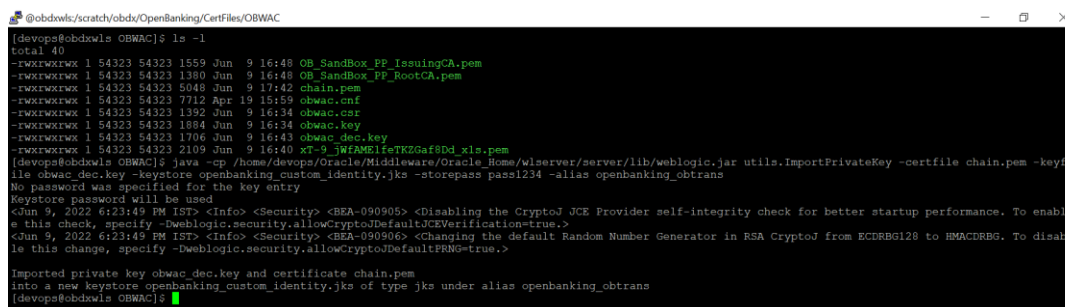 @obdxwls:/scratch/obdx/OpenBanking/CertFiles/OBWAC
[devops@obdxwls OBWAC]$ ls -l
total 40
-rwxrwxrwx 1 54323 54323 1559 Jun  9 16:48 OB_SandBox_PP_IssuingCA.pem
-rwxrwxrwx 1 54323 54323 1380 Jun  9 16:48 OB_SandBox_PP_RootCA.pem
-rwxrwxrwx 1 54323 54323 5048 Jun  9 17:42 chain.pem
-rwxrwxrwx 1 54323 54323 7712 Apr 19 15:59 obwac.cnf
-rwxrwxrwx 1 54323 54323 1392 Jun  9 16:34 obwac.csr
-rwxrwxrwx 1 54323 54323 1884 Jun  9 16:34 obwac.key
-rwxrwxrwx 1 54323 54323 1706 Jun  9 16:43 obwac_dec.key
-rwxrwxrwx 1 54323 54323 2109 Jun  9 16:40 xT-9_jWfAME1feTKZGaf8Dd_xls.pem
[devops@obdxwls OBWAC]$ java -cp /home/devops/Oracle/Middleware/Oracle_Home/wlserver/server/lib/weblogic.jar utils.ImportPrivateKey -certfile chain.pem -keyf
ile obwac_dec.key -keystore openbanking_custom_identity.jks -storepass pass1234 -alias openbanking_obtrans
No password was specified for the key entry
Keystore password will be used
<Jun 9, 2022 6:23:49 PM IST> <Info> <Security> <BEA-090905> <Disabling the CryptoJ JCE Provider self-integrity check for better startup performance. To enabl
e this check, specify -Dweblogic.security.allowCryptoJDefaultJCEVerification=true.>
<Jun 9, 2022 6:23:49 PM IST> <Info> <Security> <BEA-090906> <Changing the default Random Number Generator in RSA CryptoJ from ECDRBG128 to HMACDRBG. To disab
le this change, specify -Dweblogic.security.allowCryptoJDefaultPRNG=true.>
Imported private key obwac_dec.key and certificate chain.pem
into a new keystore openbanking_custom_identity.jks of type jks under alias openbanking_obtrans
[devops@obdxwls OBWAC]$